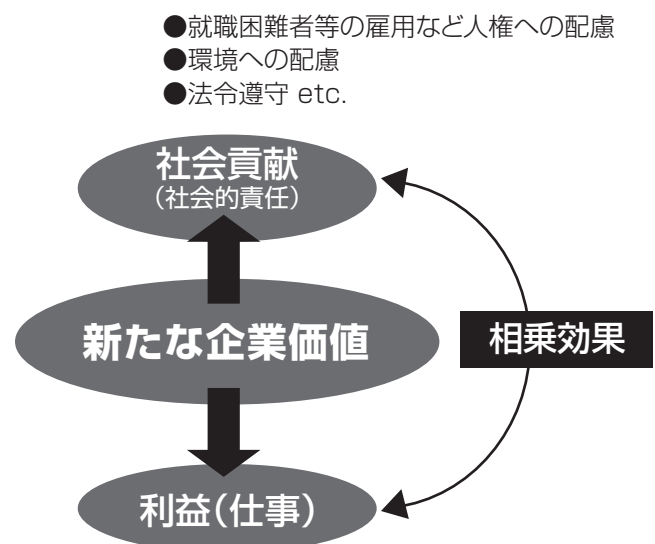 ●就職困難者等の雇用など人権への配慮
●環境への配慮
●法令遵守 etc.
社会貢献
(社会的責任)
新たな企業価値
相乗効果
利益(仕事)